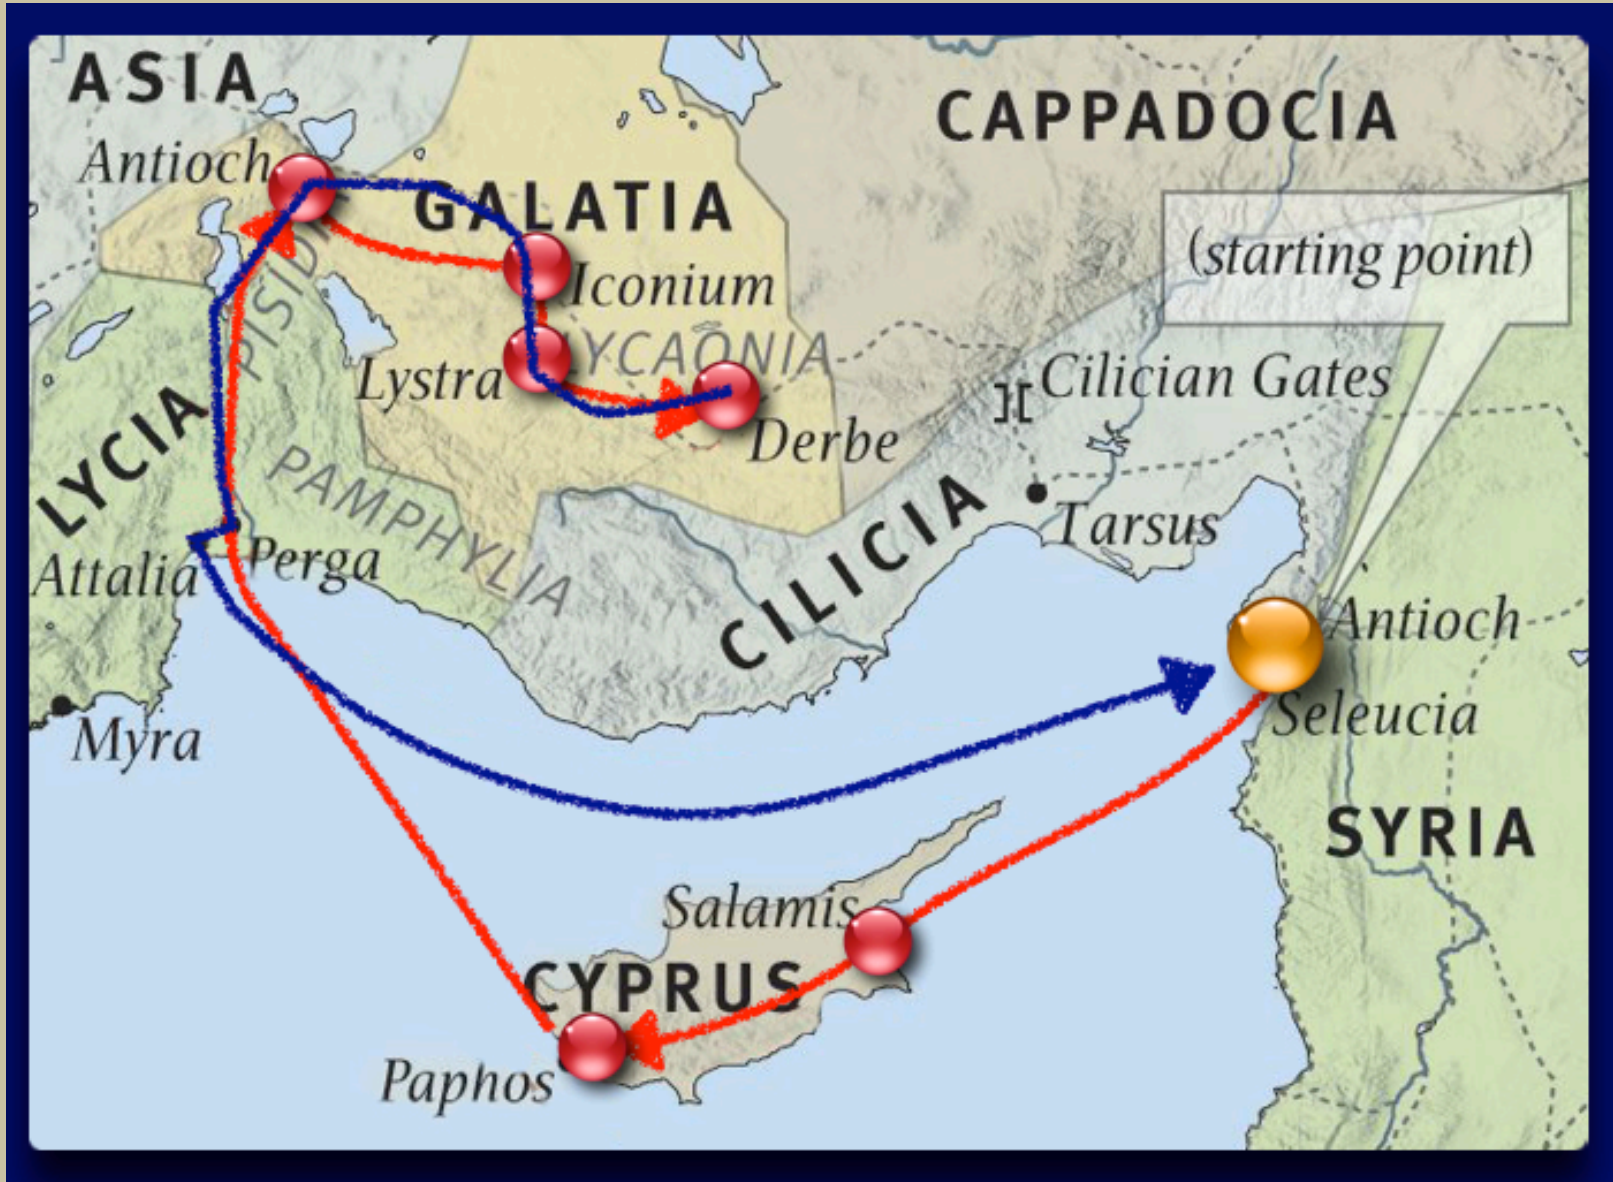 ASIA
CAPPADOCIA
Antioch
GALATIA
(starting point)
PISIDIA
Iconium
LYCAONIA
Lystra
Cilician Gates
Derbe
LYCIA
PAMPHYLIA
CILICIA
Tarsus
Attalia
Perga
Antioch
Seleucia
Myra
SYRIA
Salamis
CYPRUS
Paphos